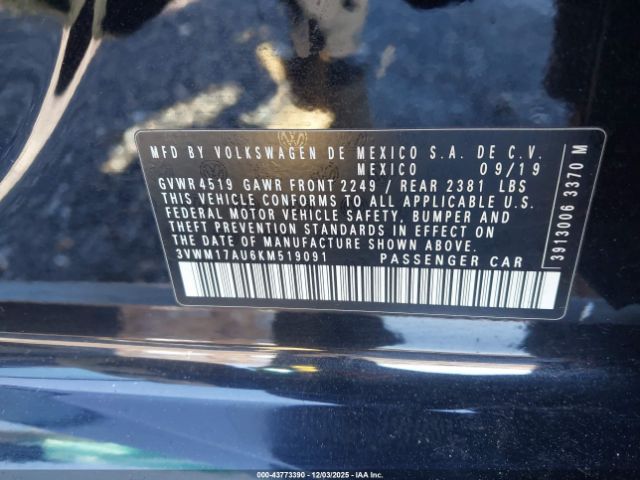 MFD BY VOLKSWAGEN DE MEXICO S.A. DE C.V.
MEXICO 09/19
GVWR 4519 GAWR FRONT 2249 / REAR 2381 LBS
THIS VEHICLE CONFORMS TO ALL APPLICABLE U.S.
FEDERAL MOTOR VEHICLE SAFETY, BUMPER AND
THEFT PREVENTION STANDARDS IN EFFECT ON
THE DATE OF MANUFACTURE SHOWN ABOVE.
3VWM17AU6KM519091 PASSENGER CAR
3913006 3370 M
000-43773390 12/03/2025 IAAI.COM